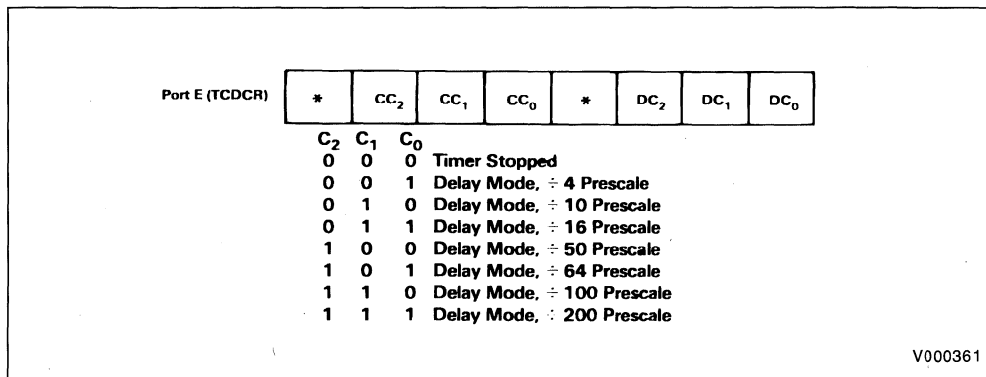 Port E (TCDCR) * CC₂ CC₁ CC₀ * DC₂ DC₁ DC₀
C₂ C₁ C₀
0 0 0 Timer Stopped
0 0 1 Delay Mode, ÷ 4 Prescale
0 1 0 Delay Mode, ÷ 10 Prescale
0 1 1 Delay Mode, ÷ 16 Prescale
1 0 0 Delay Mode, ÷ 50 Prescale
1 0 1 Delay Mode, ÷ 64 Prescale
1 1 0 Delay Mode, ÷ 100 Prescale
1 1 1 Delay Mode, ÷ 200 Prescale
V000361